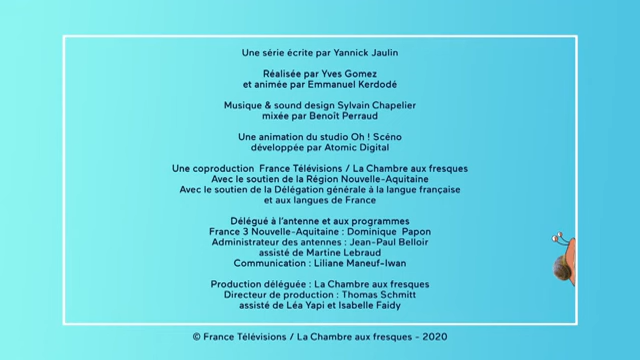 Une série écrite par Yannick Jaulin
Réalisée par Yves Gomez
et animée par Emmanuel Kerdodé
Musique & sound design Sylvain Chapelier
mixée par Benoît Perraud
Une animation du studio Oh ! Scéno
développée par Atomic Digital
Une coproduction France Télévisions / La Chambre aux fresques
Avec le soutien de la Région Nouvelle-Aquitaine
Avec le soutien de la Délégation générale à la langue française
et aux langues de France
Délégué à l'antenne et aux programmes
France 3 Nouvelle-Aquitaine : Dominique Papon
Administrateur des antennes : Jean-Paul Belloir
assisté de Martine Lebraud
Communication : Liliane Maneuf-Iwan
Production déléguée : La Chambre aux fresques
Directeur de production : Thomas Schmitt
assisté de Léa Yapi et Isabelle Faidy
© France Télévisions / La Chambre aux fresques - 2020